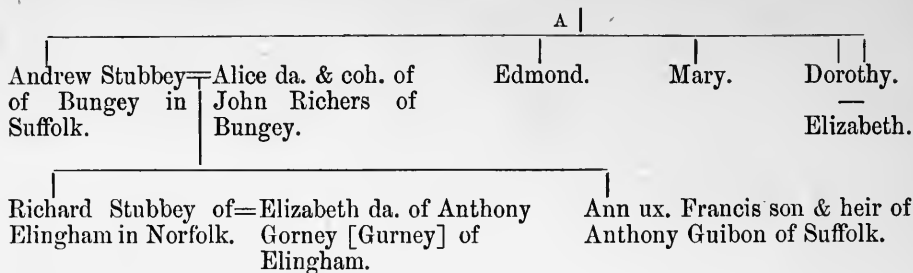 A
Andrew Stubbey=Alice da. & coh. of
of Bungey in John Richers of
Suffolk. Bungey.
Edmond.
Mary.
Dorothy.
—
Elizabeth.
Richard Stubbey of=Elizabeth da. of Anthony
Elingham in Norfolk. Gorney [Gurney] of
Elingham.
Ann ux. Francis son & heir of
Anthony Guibon of Suffolk.